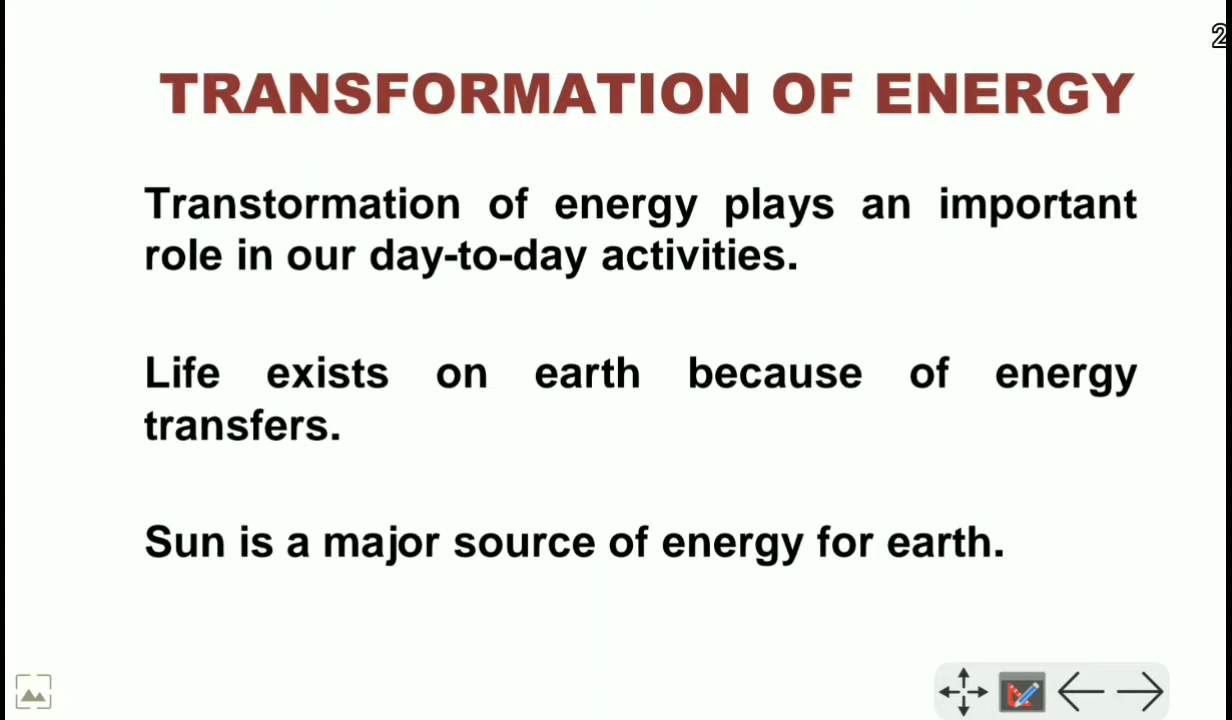 2
TRANSFORMATION OF ENERGY
Transtormation of energy plays an important
role in our day-to-day activities.
Life exists on earth because of energy
transfers.
Sun is a major source of energy for earth.